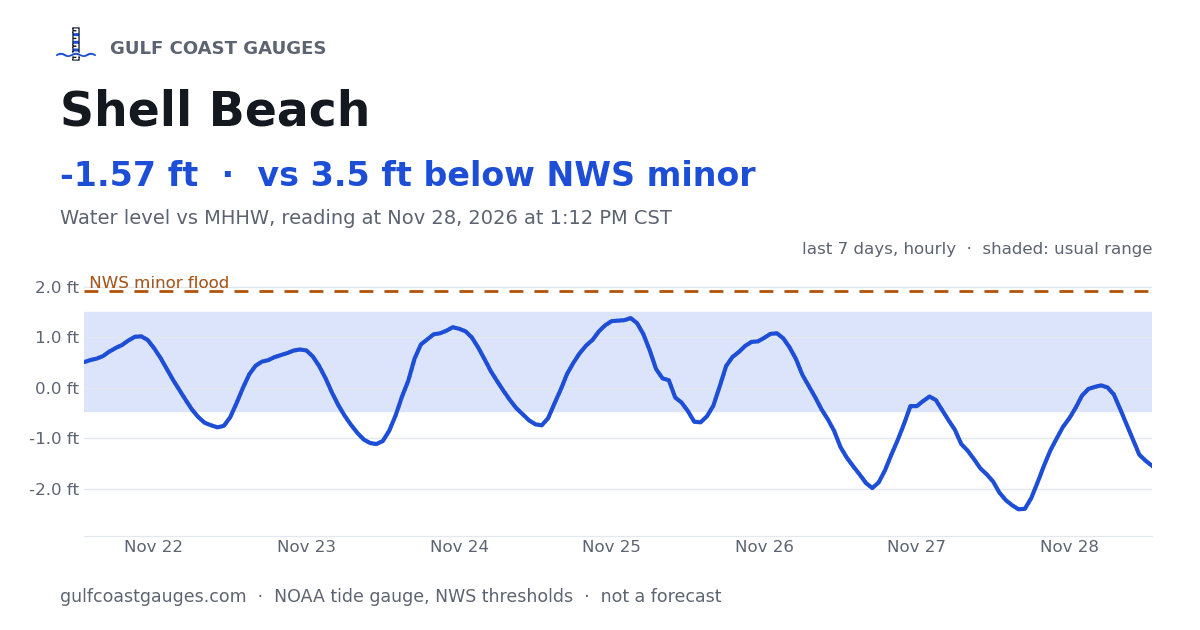 GULF COAST GAUGES
Shell Beach
-1.57 ft · vs 3.5 ft below NWS minor
Water level vs MHHW, reading at Nov 28, 2026 at 1:12 PM CST
last 7 days, hourly · shaded: usual range
NWS minor flood
2.0 ft
1.0 ft
0.0 ft
-1.0 ft
-2.0 ft
Nov 22 Nov 23 Nov 24 Nov 25 Nov 26 Nov 27 Nov 28
gulfcoastgauges.com · NOAA tide gauge, NWS thresholds · not a forecast